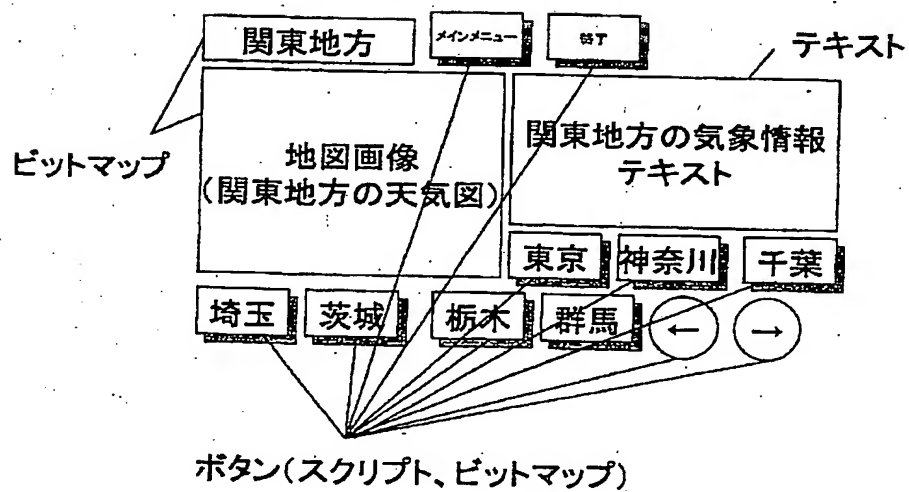 関東地方
メインメニュー
終了
テキスト
ビットマップ
地図画像
(関東地方の天気図)
関東地方の気象情報
テキスト
東京
神奈川
千葉
埼玉
茨城
栃木
群馬
←
→
ボタン(スクリプト、ビットマップ)